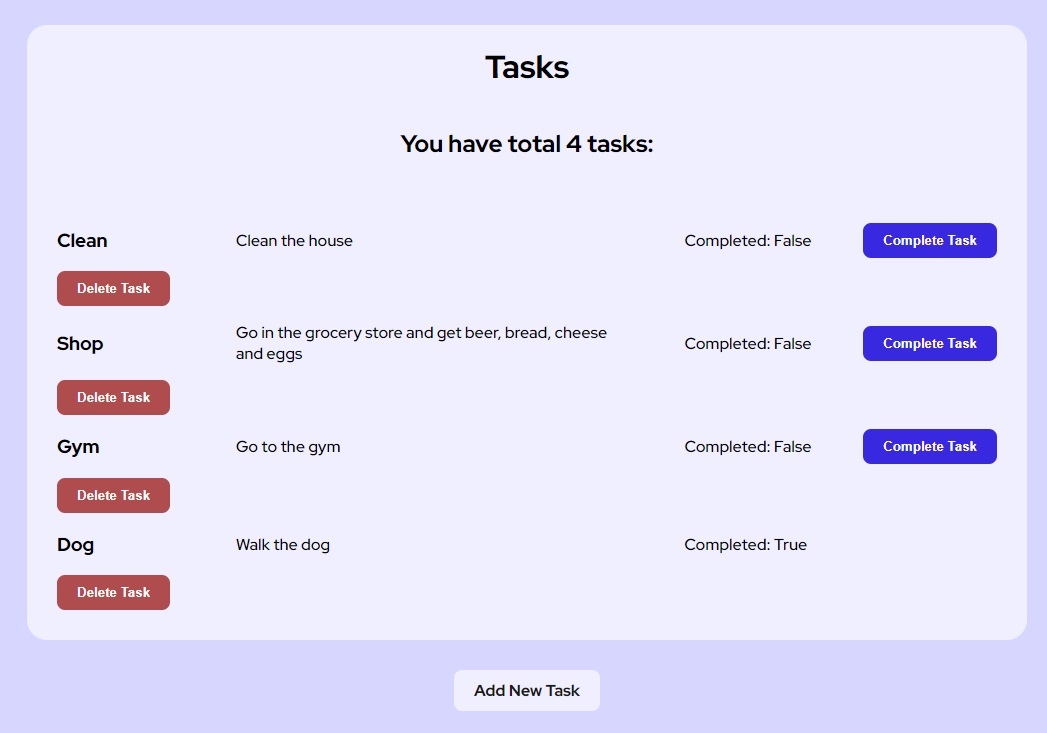 Tasks
You have total 4 tasks:
Clean
Clean the house
Completed: False
Complete Task
Delete Task
Shop
Go in the grocery store and get beer, bread, cheese
and eggs
Completed: False
Complete Task
Delete Task
Gym
Go to the gym
Completed: False
Complete Task
Delete Task
Dog
Walk the dog
Completed: True
Delete Task
Add New Task